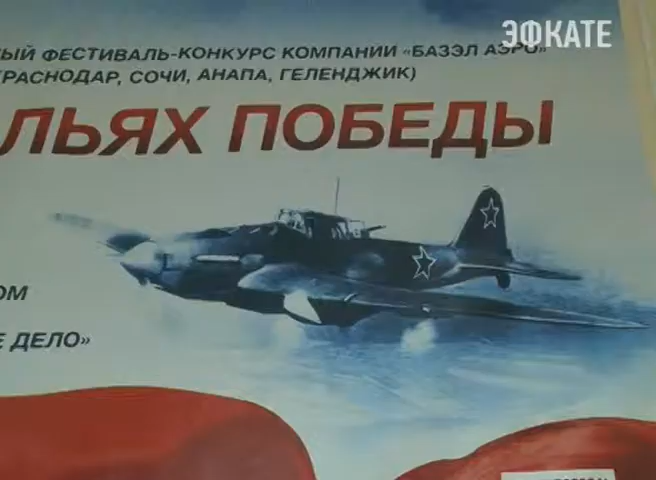 ЭФКАТЕ
ЫЙ ФЕСТИВАЛЬ-КОНКУРС КОМПАНИИ «БАЗЭЛ АЭРО»
РАСНОДАР, СОЧИ, АНАПА, ГЕЛЕНДЖИК)
ЛЬЯХ ПОБЕДЫ
ОМ
Е ДЕЛО»